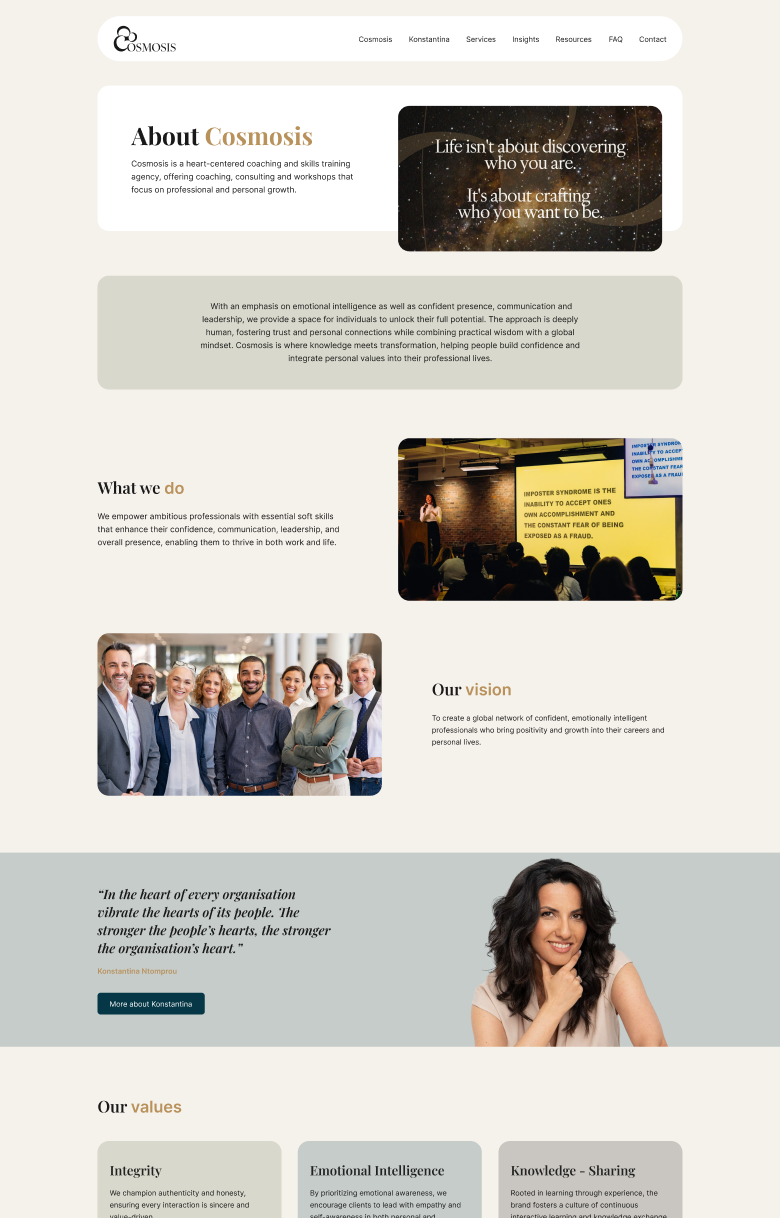 COSMOSIS
Cosmosis Konstantina Services Insights Resources FAQ Contact
About Cosmosis
Cosmosis is a heart-centered coaching and skills training
agency, offering coaching, consulting and workshops that
focus on professional and personal growth.
Life isn't about discovering
who you are.
It's about crafting
who you want to be.
With an emphasis on emotional intelligence as well as confident presence, communication and
leadership, we provide a space for individuals to unlock their full potential. The approach is deeply
human, fostering trust and personal connections while combining practical wisdom with a global
mindset. Cosmosis is where knowledge meets transformation, helping people build confidence and
integrate personal values into their professional lives.
What we do
We empower ambitious professionals with essential soft skills
that enhance their confidence, communication, leadership, and
overall presence, enabling them to thrive in both work and life.
IMPOSTER SYNDROME IS THE
INABILITY TO ACCEPT ONES
OWN ACCOMPLISHMENT AND
THE CONSTANT FEAR OF BEING
EXPOSED AS A FRAUD.
IMPOSTER SYNDROM
INABILITY TO ACCEP
OWN ACCOMPLISHME
THE CONSTANT FEAR
EXPOSED AS A FRAU
Our vision
To create a global network of confident, emotionally intelligent
professionals who bring positivity and growth into their careers and
personal lives.
“In the heart of every organisation
vibrate the hearts of its people. The
stronger the people’s hearts, the stronger
the organisation’s heart.”
Konstantina Ntomprou
More about Konstantina
Our values
Integrity
We champion authenticity and honesty,
ensuring every interaction is sincere and
value-driven.
Emotional Intelligence
By prioritizing emotional awareness, we
encourage clients to lead with empathy and
self-awareness in both personal and
Knowledge - Sharing
Rooted in learning through experience, the
brand fosters a culture of continuous
interactive learning and knowledge exchange